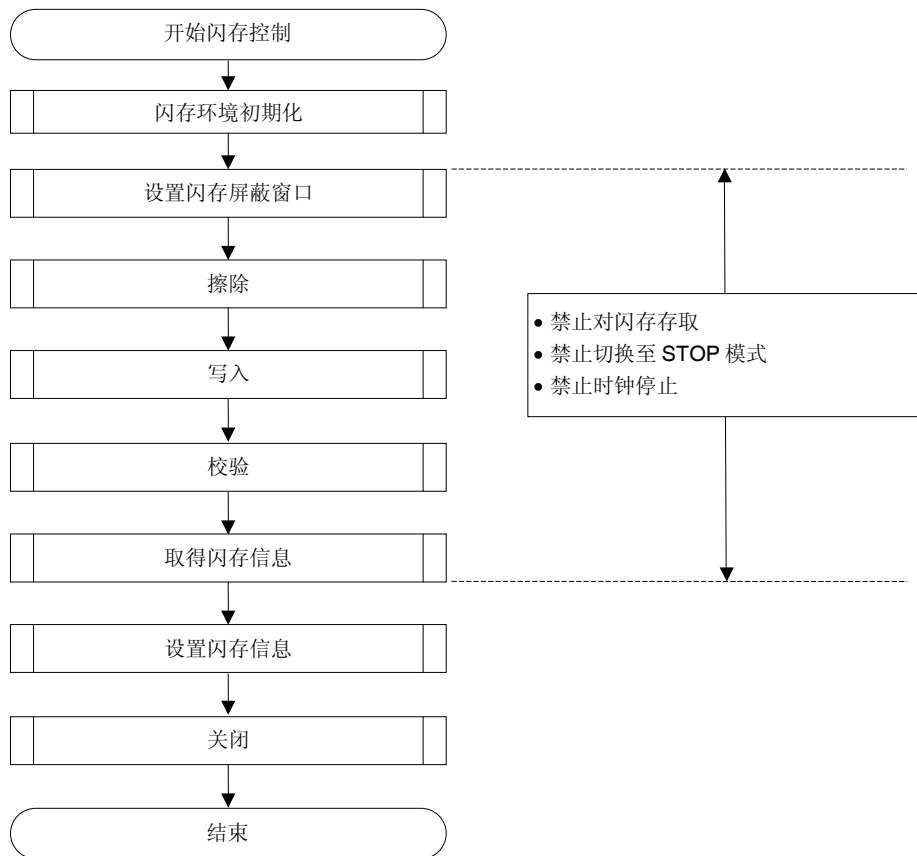 开始闪存控制
闪存环境初期化
设置闪存屏蔽窗口
擦除
写入
校验
取得闪存信息
设置闪存信息
关闭
结束
● 禁止对闪存存取
● 禁止切换至 STOP 模式
● 禁止时钟停止